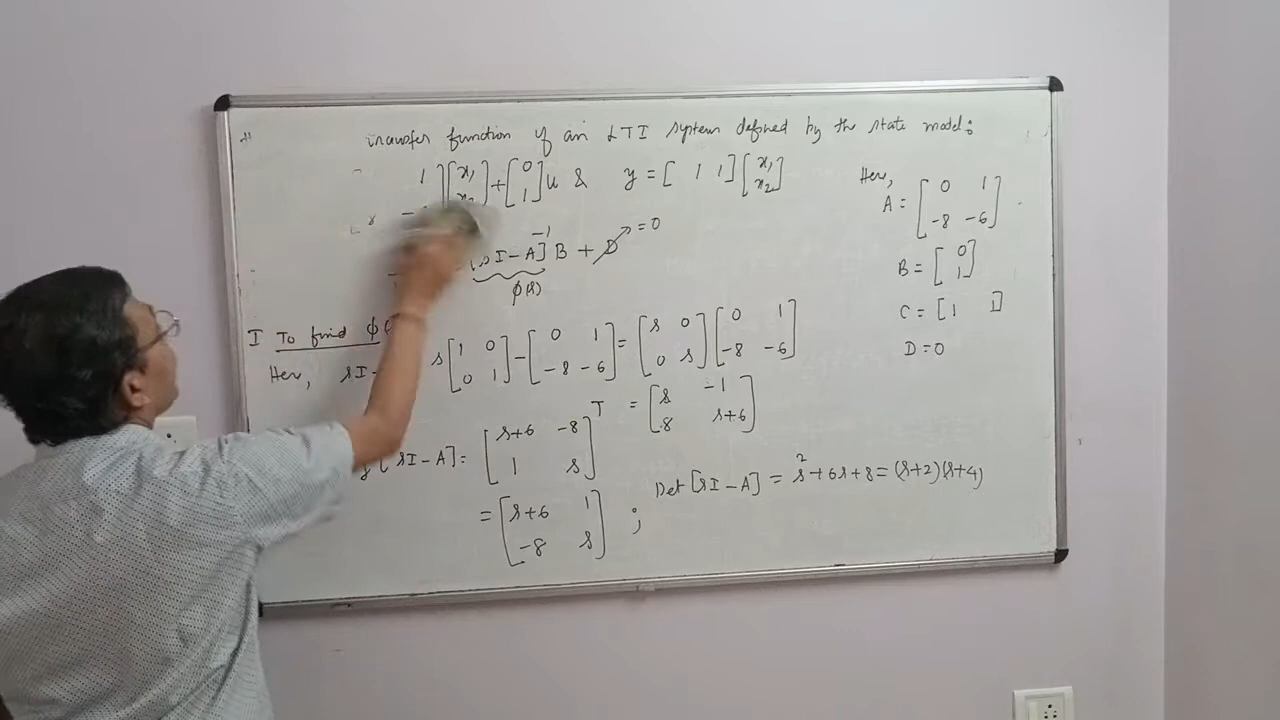 transfer function of an LTI system defined by the state model:
1] [x₁ x₂] + [0 1] u & y = [1 1] [x₁ x₂]
Here,
A = [0 1 -8 -6]
[sI-A]⁻¹ B + D = 0
φ(s)
B = [0 1]
C = [1 1]
D = 0
I To find φ(
Her, sI- s[1 0 0 1] - [0 1 -8 -6] = [s 0 0 s] [0 1 -8 -6]
= [s -1 8 s+6]
[sI-A] = [s+6 -8 1 s]ᵀ
= [s+6 1 -8 s] ;
Det [sI-A] = s²+6s+8 = (s+2)(s+4)